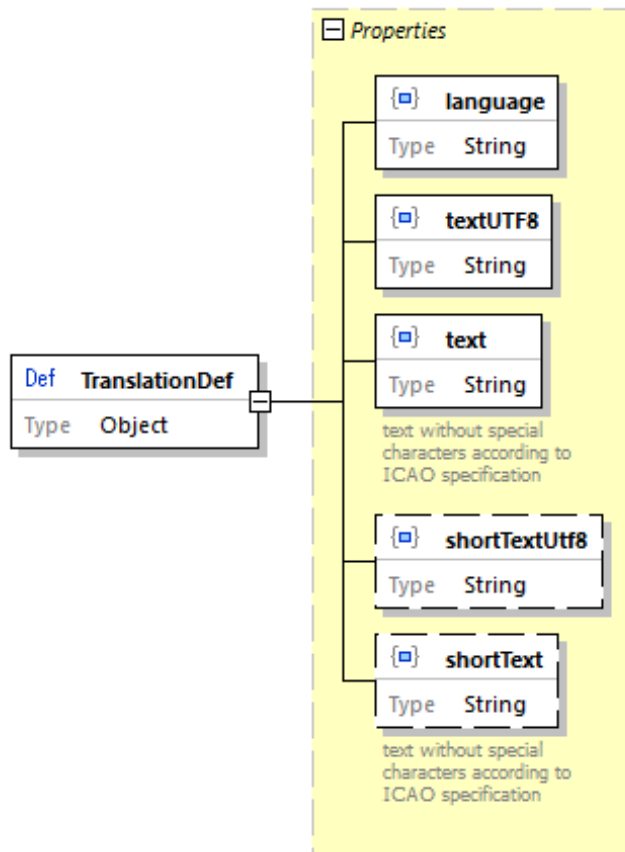 Properties
language
Type String
textUTF8
Type String
text
Type String
text without special
characters according to
ICAO specification
Def TranslationDef
Type Object
shortTextUtf8
Type String
shortText
Type String
text without special
characters according to
ICAO specification